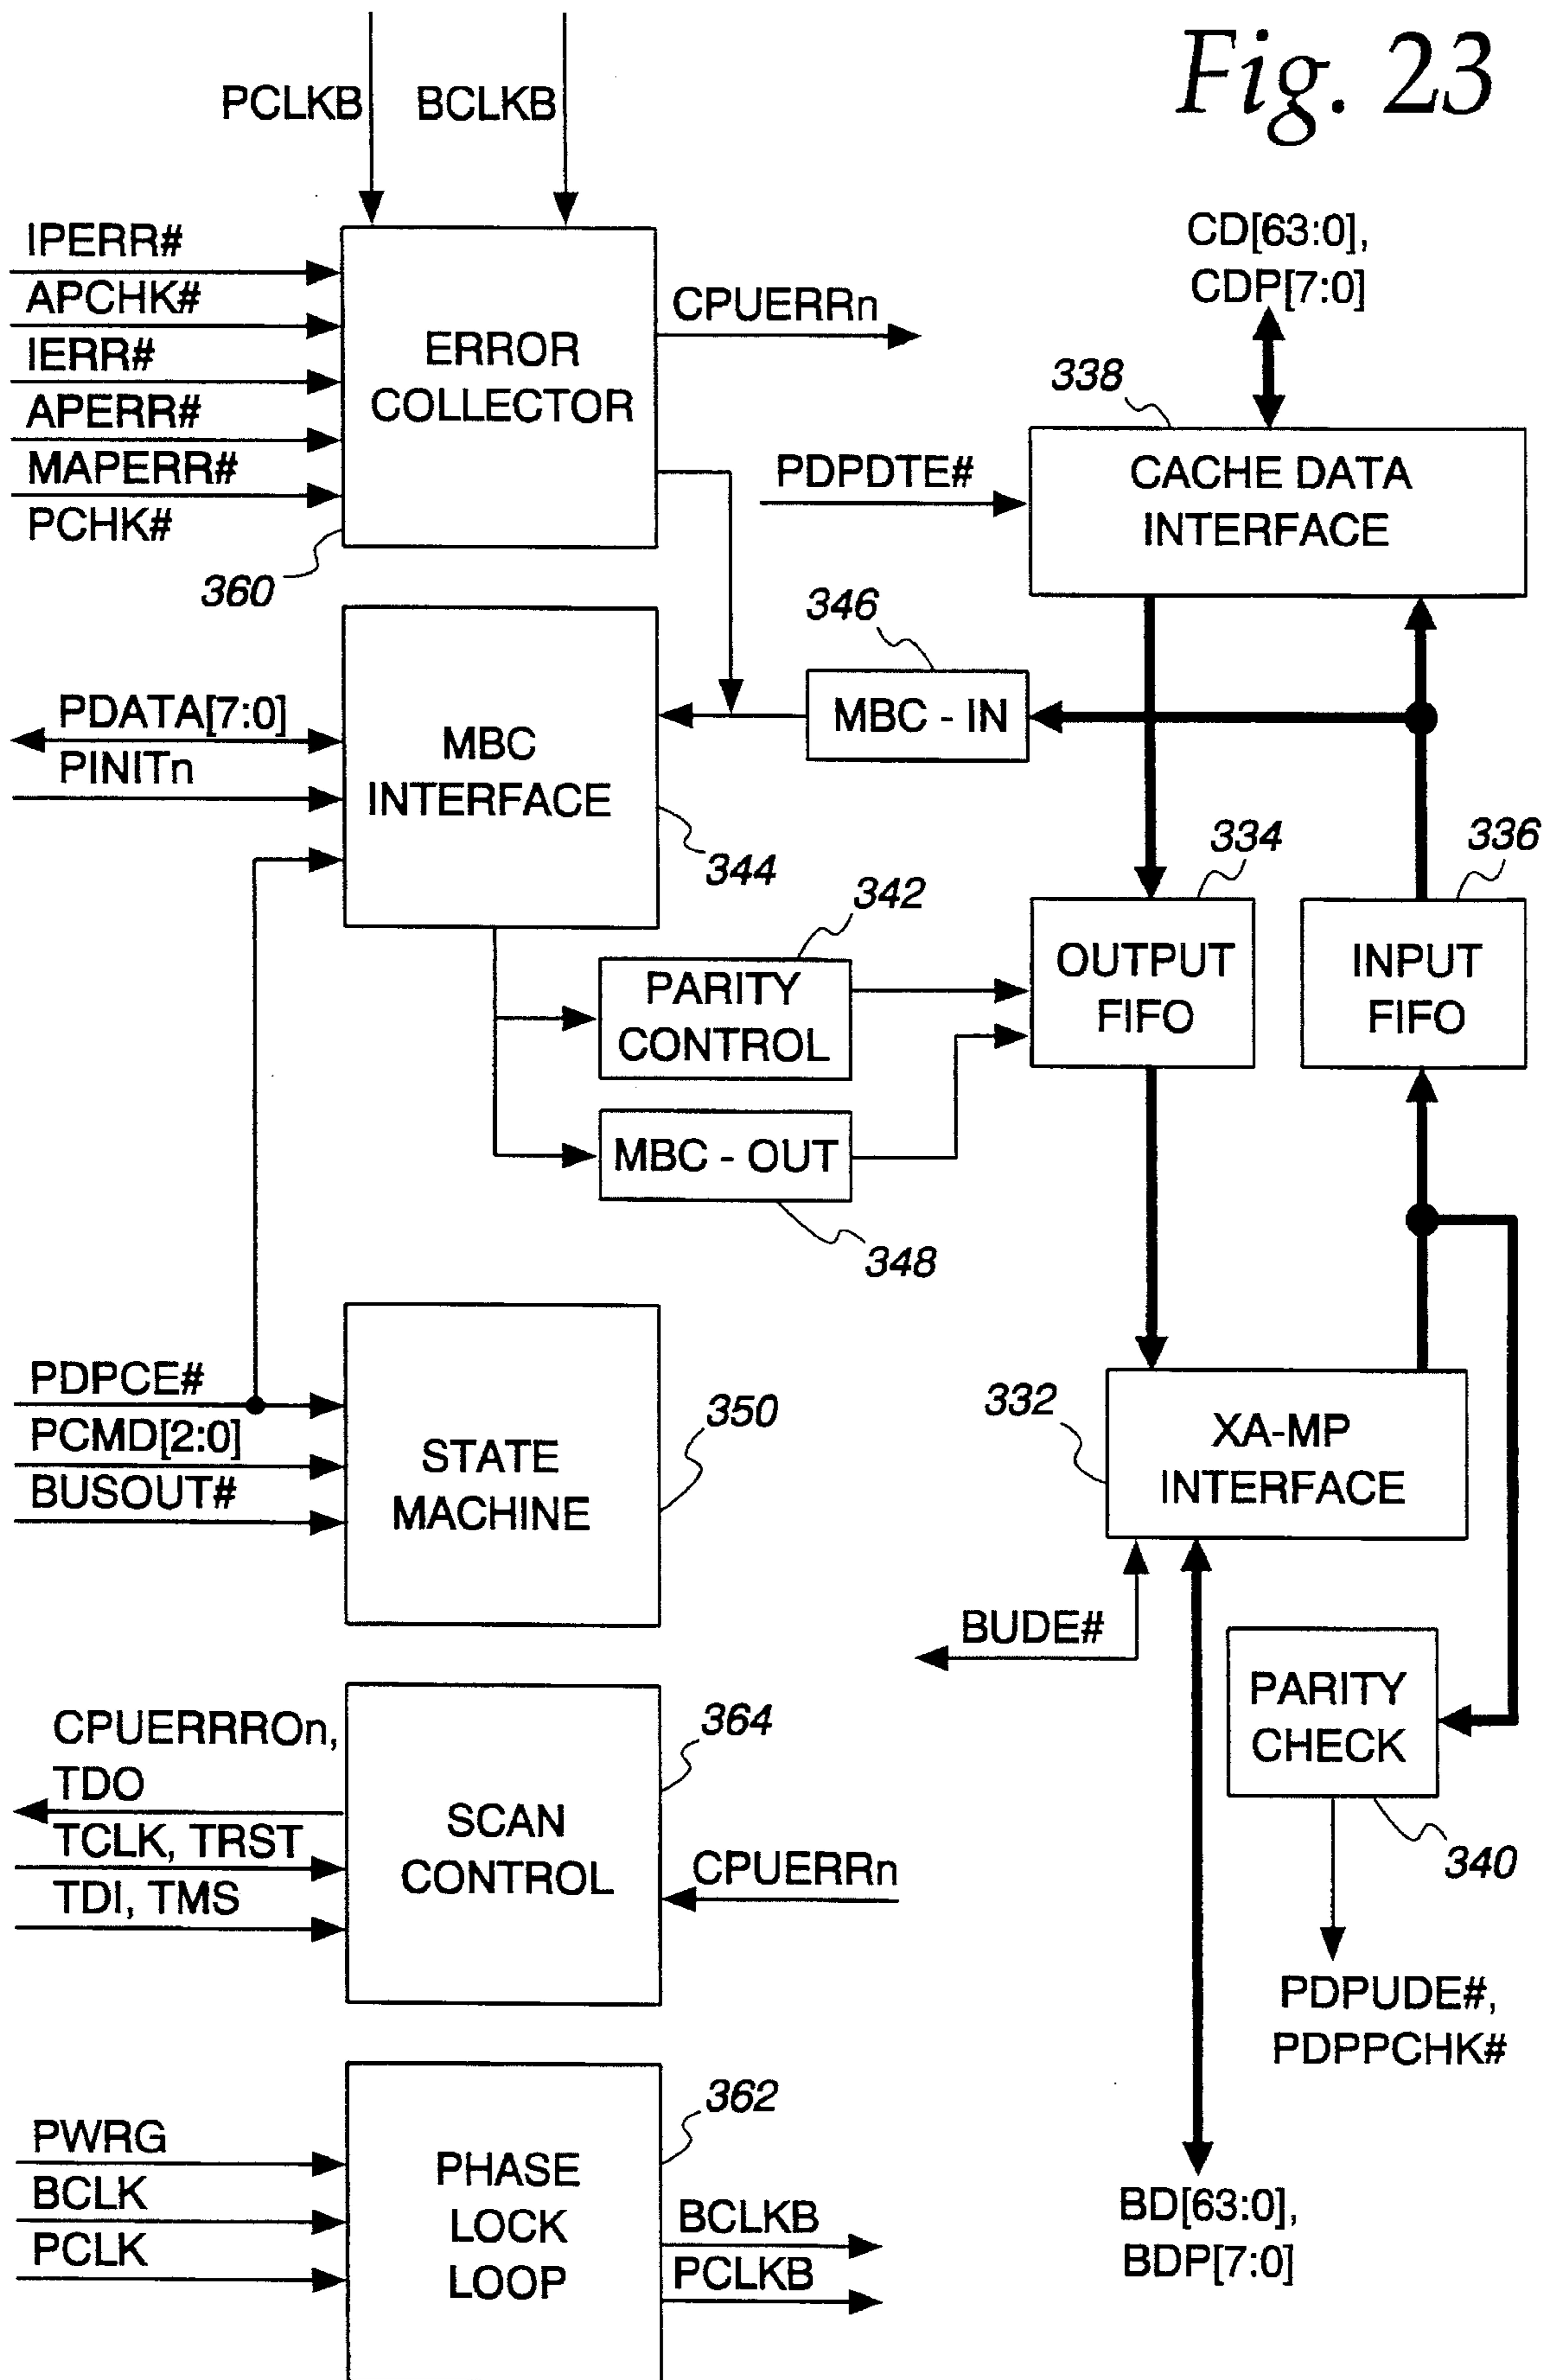 Fig. 23
PCLKB
BCLKB
IPERR#
APCHK#
IERR#
APERR#
MAPERR#
PCHK#
ERROR
COLLECTOR
360
CPUERRn
CD[63:0],
CDP[7:0]
338
PDPDTE#
CACHE DATA
INTERFACE
346
MBC - IN
PDATA[7:0]
PINITn
MBC
INTERFACE
344
342
PARITY
CONTROL
334
OUTPUT
FIFO
336
INPUT
FIFO
MBC - OUT
348
PDPCE#
PCMD[2:0]
BUSOUT#
STATE
MACHINE
350
332
XA-MP
INTERFACE
BUDE#
PARITY
CHECK
340
PDPUDE#,
PDPPCHK#
CPUERRROn,
TDO
TCLK, TRST
TDI, TMS
SCAN
CONTROL
364
CPUERRn
PWRG
BCLK
PCLK
PHASE
LOCK
LOOP
362
BCLKB
PCLKB
BD[63:0],
BDP[7:0]